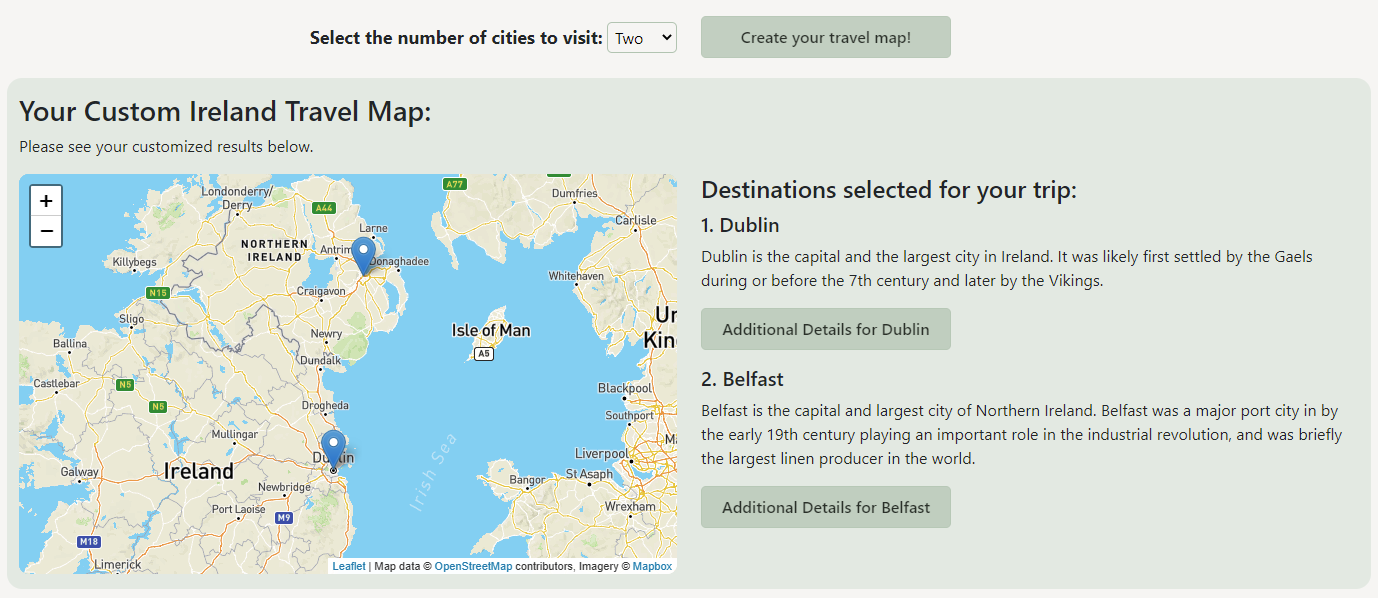 Select the number of cities to visit: Two
Create your travel map!
Your Custom Ireland Travel Map:
Please see your customized results below.
+
−
Londonderry/
Derry
A44
A77
Dumfries
Carlisle
Larne
NORTHERN
IRELAND
Antrim
Donaghadee
Killybegs
Whitehaven
N15
Craigavon
Sligo
Newry
Isle of Man
A5
Ballina
Dundalk
Castlebar
N5
Blackpool
N5
Drogheda
Southport
Mullingar
Irish Sea
Liverpool
Galway
Ireland
St Asaph
Bangor
Newbridge
Port Laoise
M9
Wrexham
M18
Limerick
Leaflet | Map data © OpenStreetMap contributors, Imagery © Mapbox
Destinations selected for your trip:
1. Dublin
Dublin is the capital and the largest city in Ireland. It was likely first settled by the Gaels
during or before the 7th century and later by the Vikings.
Additional Details for Dublin
2. Belfast
Belfast is the capital and largest city of Northern Ireland. Belfast was a major port city in by
the early 19th century playing an important role in the industrial revolution, and was briefly
the largest linen producer in the world.
Additional Details for Belfast